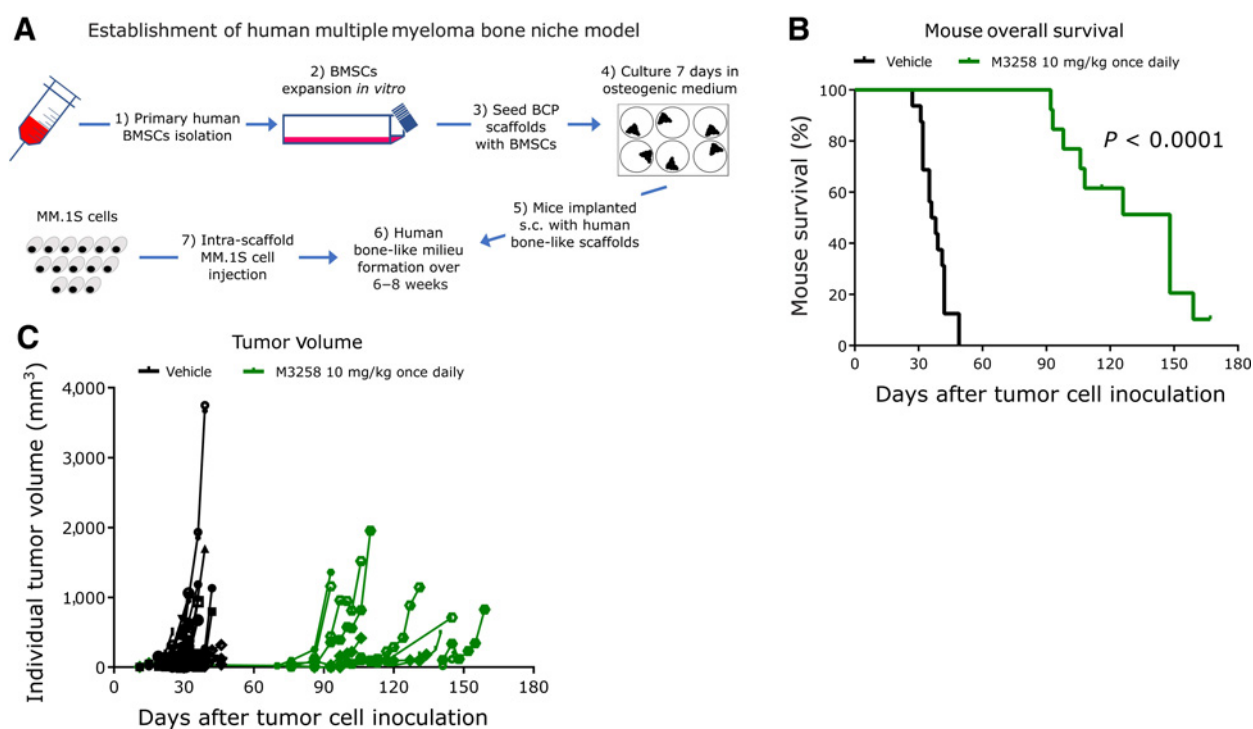 A
Establishment of human multiple myeloma bone niche model
1) Primary human
BMSCs isolation
2) BMSCs
expansion in vitro
3) Seed BCP
scaffolds
with BMSCs
4) Culture 7 days in
osteogenic medium
5) Mice implanted
s.c. with human
bone-like scaffolds
6) Human
bone-like milieu
formation over
6–8 weeks
MM.1S cells
7) Intra-scaffold
MM.1S cell
injection
B
Mouse overall survival
Vehicle
M3258 10 mg/kg once daily
Mouse survival (%)
100
80
60
40
20
0
P < 0.0001
0 30 60 90 120 150 180
Days after tumor cell inoculation
C
Tumor Volume
Vehicle
M3258 10 mg/kg once daily
Individual tumor volume (mm³)
4,000
3,000
2,000
1,000
0
0 30 60 90 120 150 180
Days after tumor cell inoculation